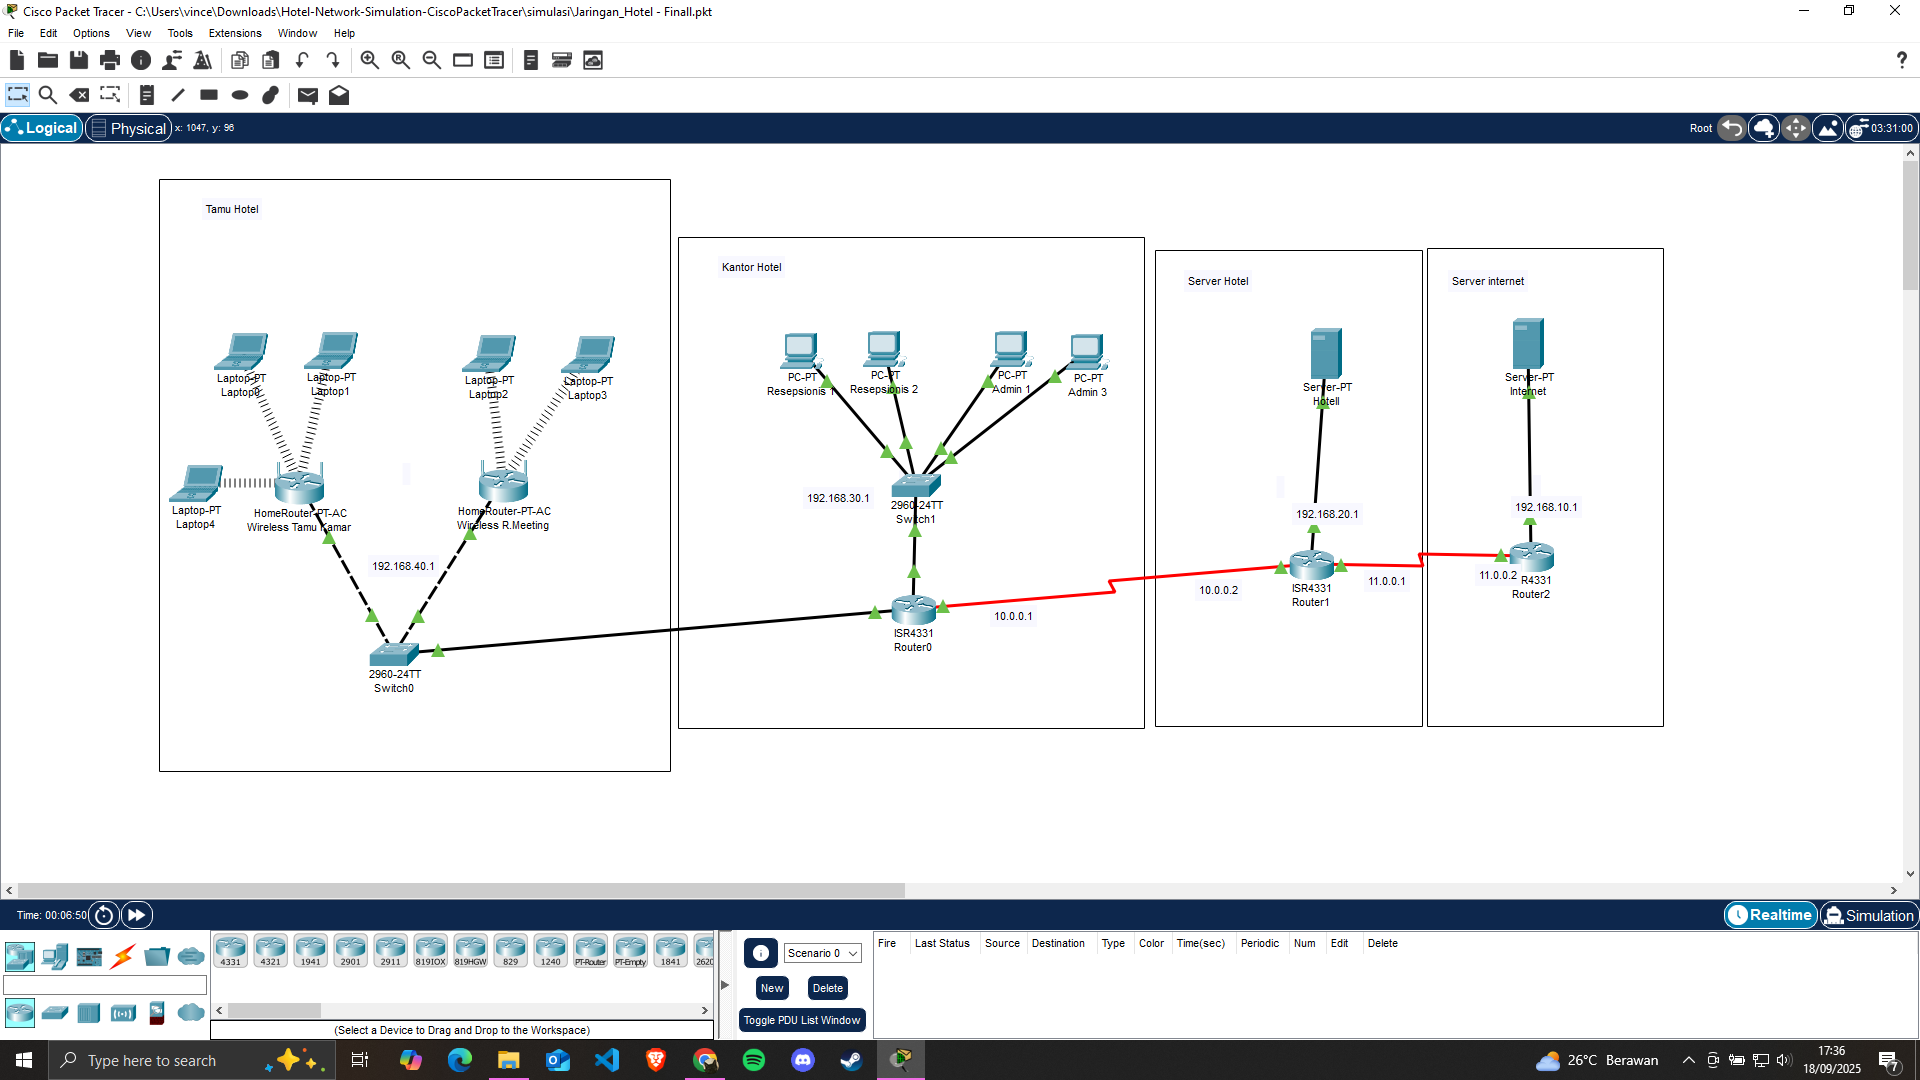 Cisco Packet Tracer - C:\Users\vince\Downloads\Hotel-Network-Simulation-CiscoPacketTracer\simulasi\Jaringan_Hotel - Finall.pkt
File Edit Options View Tools Extensions Window Help
Logical Physical x: 1047, y: 96 Root 03:31:00
Tamu Hotel
Laptop-PT
Laptop0
Laptop-PT
Laptop1
Laptop-PT
Laptop2
Laptop-PT
Laptop3
Laptop-PT
Laptop4
HomeRouter-PT-AC
Wireless Tamu Kamar
HomeRouter-PT-AC
Wireless R.Meeting
192.168.40.1
2960-24TT
Switch0
Kantor Hotel
PC-PT
Resepsionis 1
PC-PT
Resepsionis 2
PC-PT
Admin 1
PC-PT
Admin 3
192.168.30.1
2960-24TT
Switch1
ISR4331
Router0
10.0.0.1
Server Hotel
Server-PT
Hotell
192.168.20.1
10.0.0.2
ISR4331
Router1
11.0.0.1
Server internet
Server-PT
Internet
192.168.10.1
11.0.0.2
R4331
Router2
Time: 00:06:50 Realtime Simulation
4331 4321 1941 2901 2911 819IOX 819HGW 829 1240 PT-Router PT-Empty 1841 2620
(Select a Device to Drag and Drop to the Workspace)
Scenario 0
New Delete
Toggle PDU List Window
Fire Last Status Source Destination Type Color Time(sec) Periodic Num Edit Delete
Type here to search
26°C Berawan
17:36
18/09/2025
7